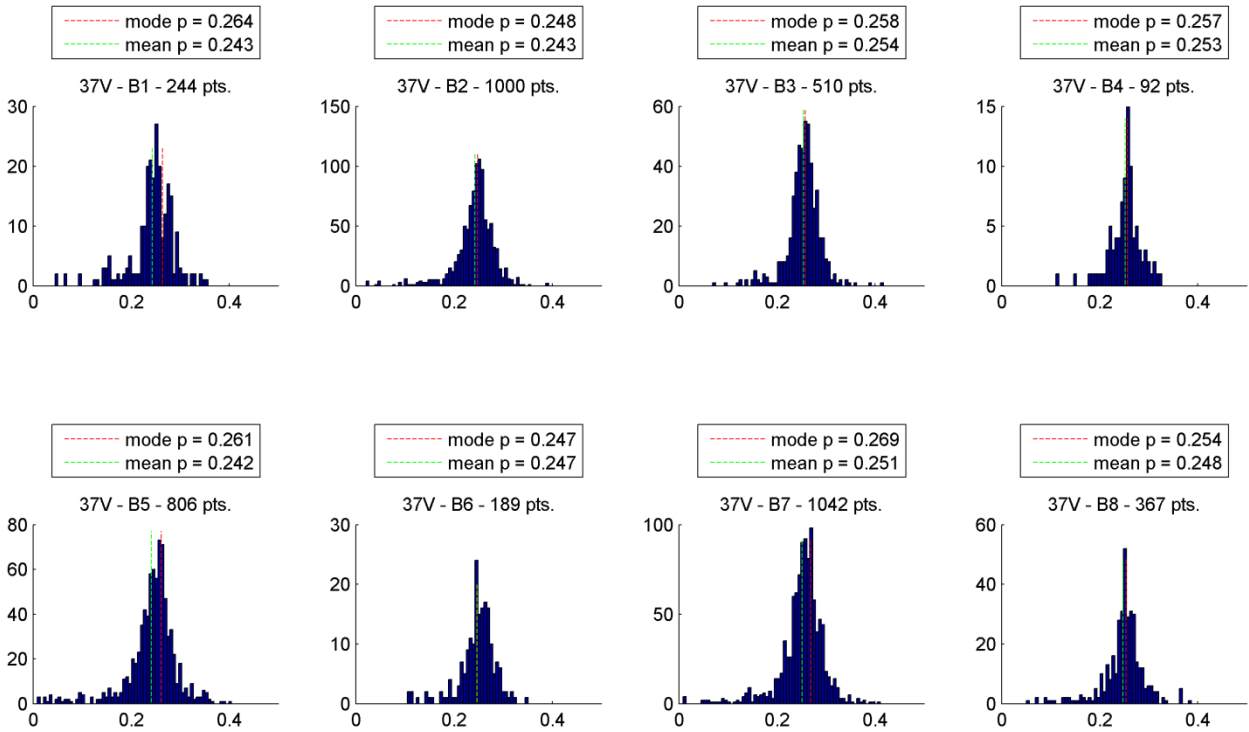 mode p = 0.264
mean p = 0.243
37V - B1 - 244 pts.
30
20
10
0
0 0.2 0.4
mode p = 0.248
mean p = 0.243
37V - B2 - 1000 pts.
150
100
50
0
0 0.2 0.4
mode p = 0.258
mean p = 0.254
37V - B3 - 510 pts.
60
40
20
0
0 0.2 0.4
mode p = 0.257
mean p = 0.253
37V - B4 - 92 pts.
15
10
5
0
0 0.2 0.4
mode p = 0.261
mean p = 0.242
37V - B5 - 806 pts.
80
60
40
20
0
0 0.2 0.4
mode p = 0.247
mean p = 0.247
37V - B6 - 189 pts.
30
20
10
0
0 0.2 0.4
mode p = 0.269
mean p = 0.251
37V - B7 - 1042 pts.
100
50
0
0 0.2 0.4
mode p = 0.254
mean p = 0.248
37V - B8 - 367 pts.
60
40
20
0
0 0.2 0.4